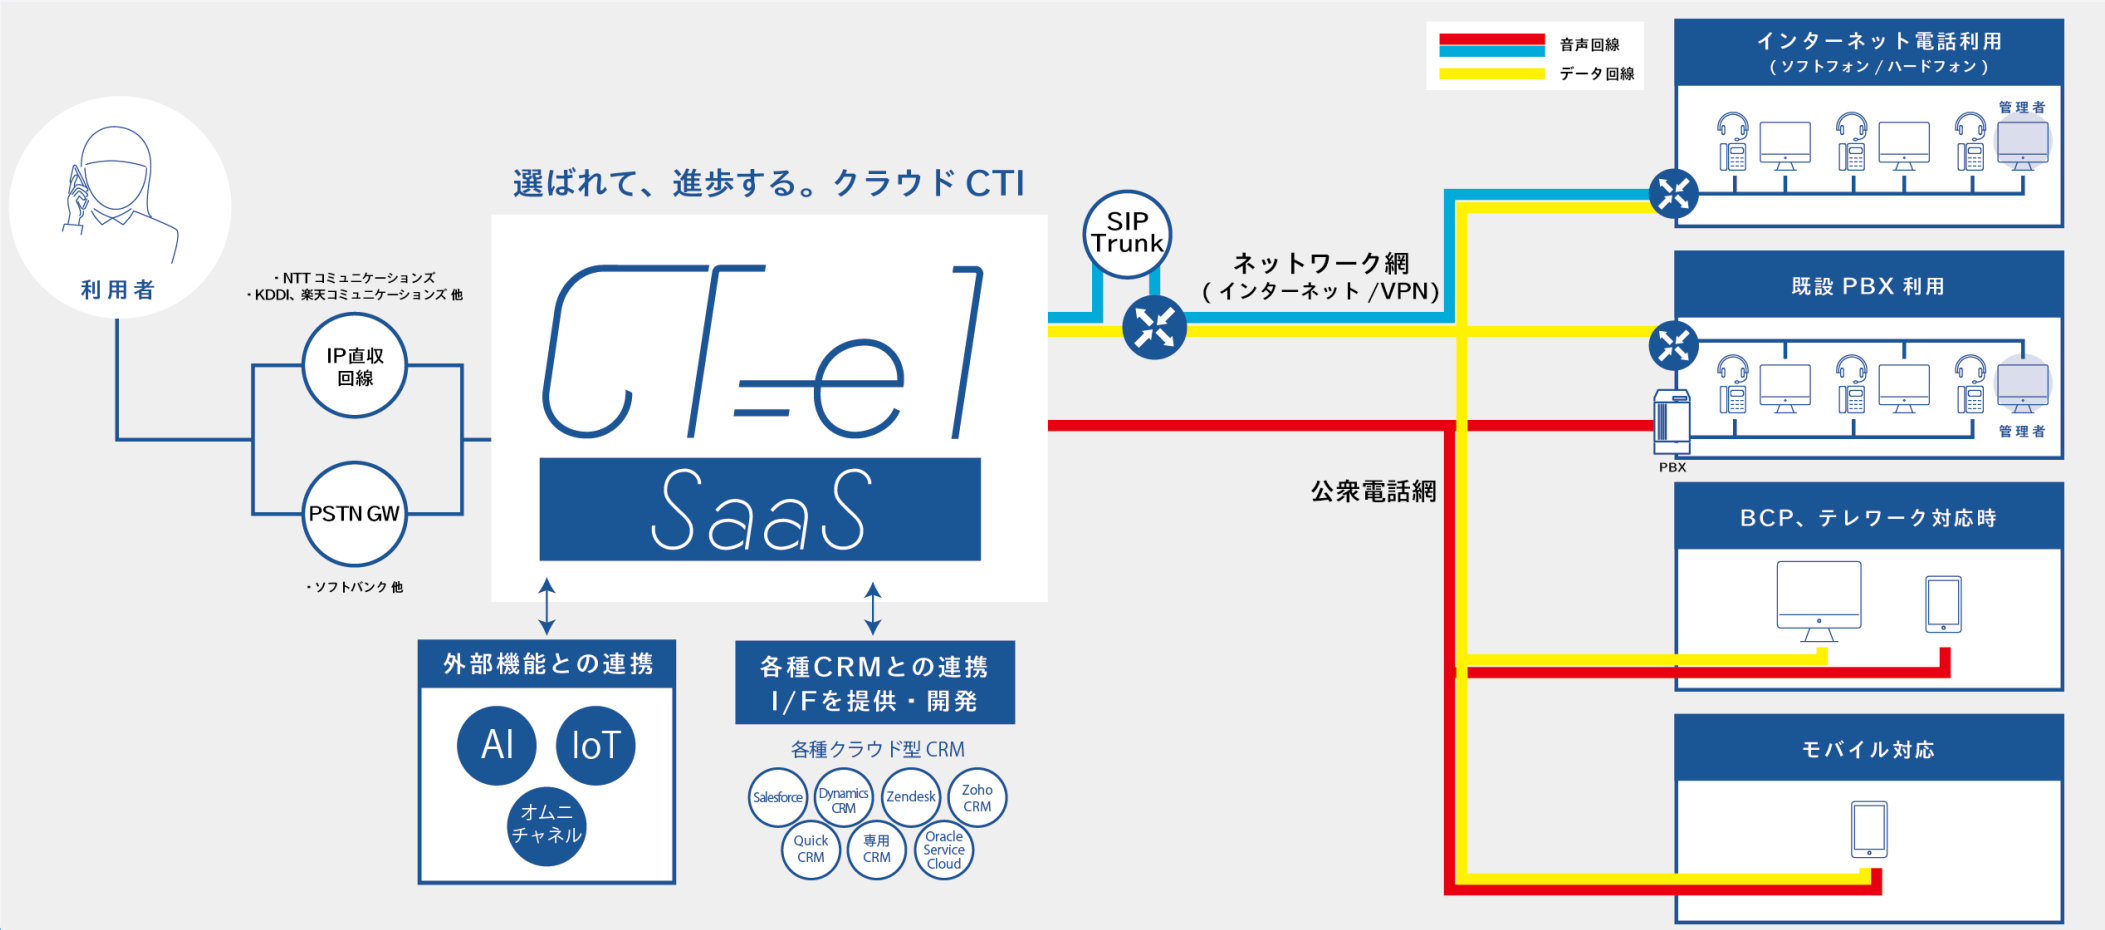 音声回線
データ回線
利用者
・NTTコミュニケーションズ
・KDDI、楽天コミュニケーションズ 他
IP直収
回線
PSTN GW
・ソフトバンク 他
選ばれて、進歩する。クラウド CTI
CT=e1
SaaS
外部機能との連携
AI
IoT
オムニ
チャネル
各種CRMとの連携
I/Fを提供・開発
各種クラウド型 CRM
Salesforce
Dynamics
CRM
Zendesk
Zoho
CRM
Quick
CRM
専用
CRM
Oracle
Service
Cloud
SIP
Trunk
ネットワーク網
( インターネット /VPN)
公衆電話網
インターネット電話利用
( ソフトフォン / ハードフォン )
管理者
既設 PBX 利用
管理者
PBX
BCP、テレワーク対応時
モバイル対応